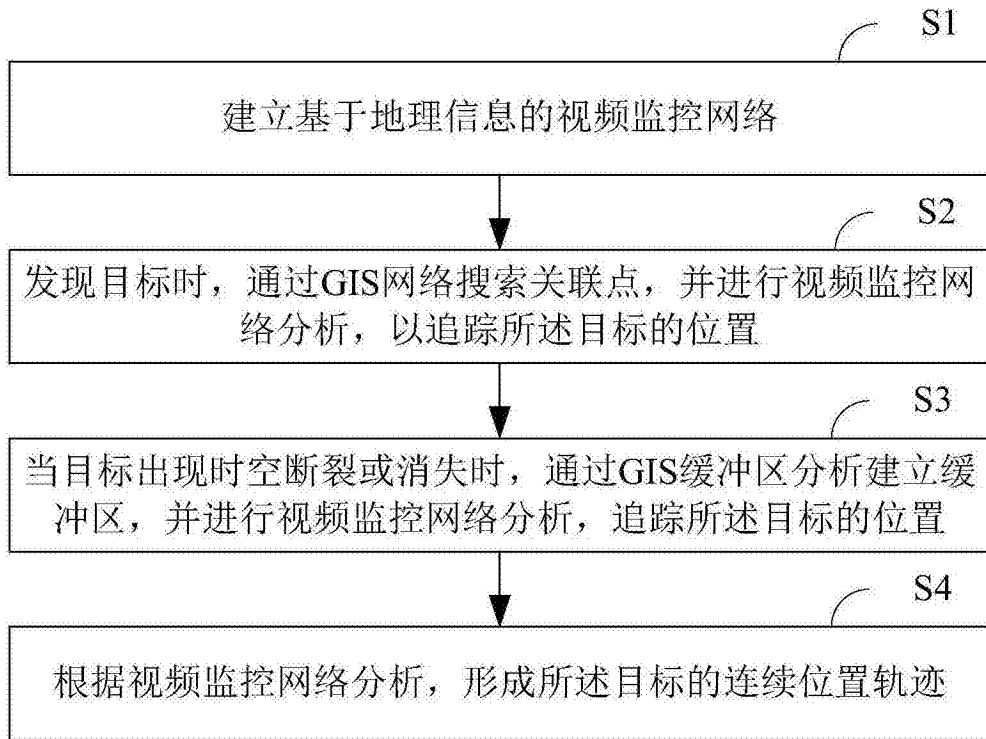 S1
建立基于地理信息的视频监控网络
S2
发现目标时，通过GIS网络搜索关联点，并进行视频监控网
络分析，以追踪所述目标的位置
S3
当目标出现时空断裂或消失时，通过GIS缓冲区分析建立缓
冲区，并进行视频监控网络分析，追踪所述目标的位置
S4
根据视频监控网络分析，形成所述目标的连续位置轨迹